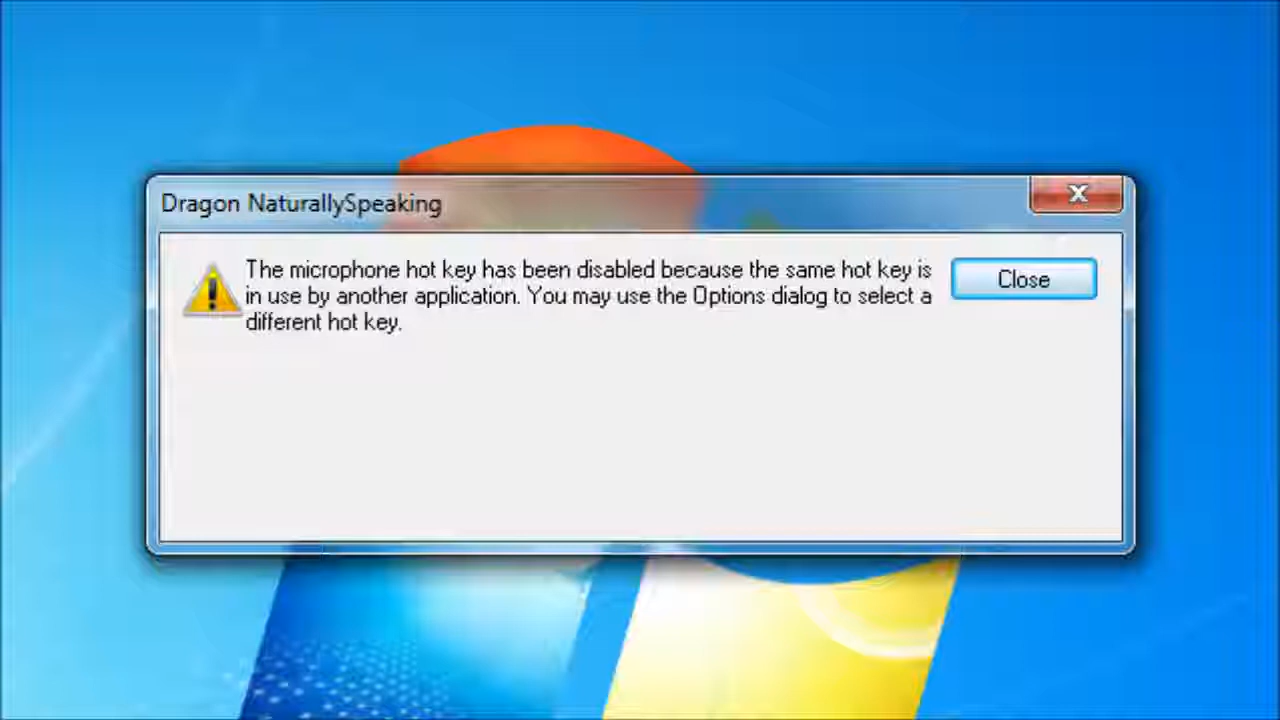 Dragon NaturallySpeaking
The microphone hot key has been disabled because the same hot key is
in use by another application. You may use the Options dialog to select a
different hot key.
Close